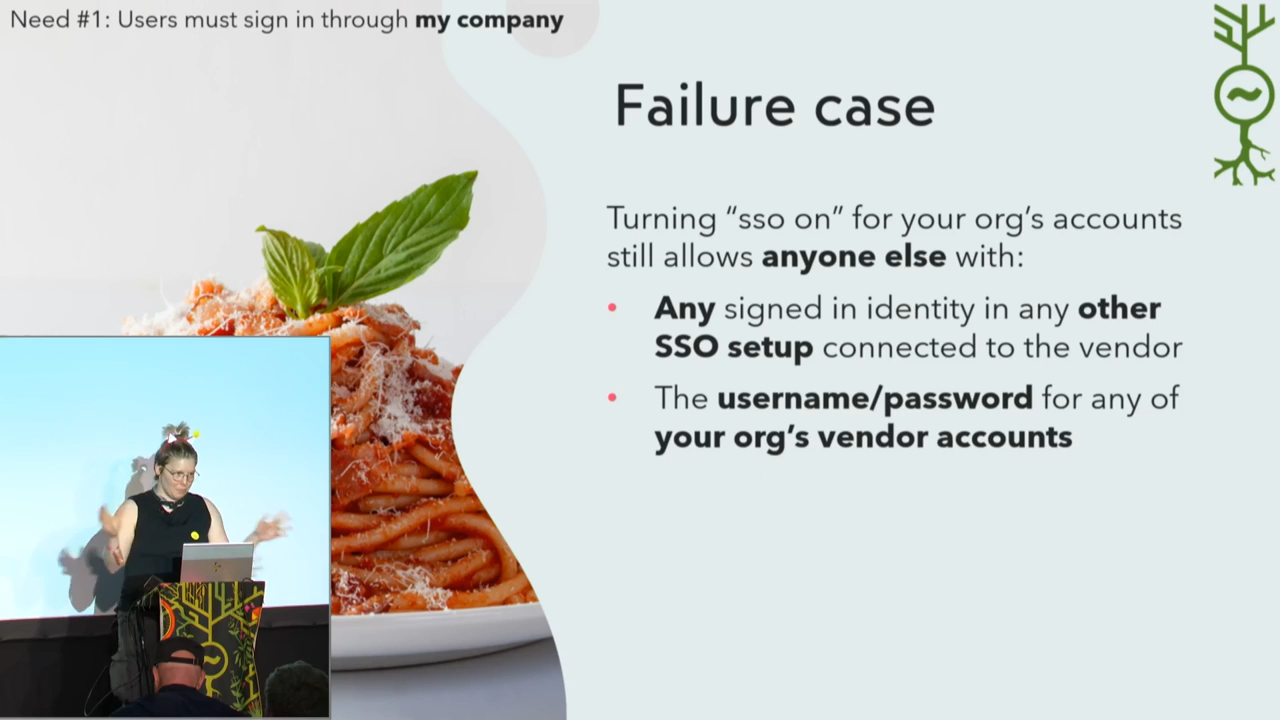 Need #1: Users must sign in through my company
Failure case
Turning “sso on” for your org’s accounts
still allows anyone else with:
• Any signed in identity in any other
SSO setup connected to the vendor
• The username/password for any of
your org’s vendor accounts